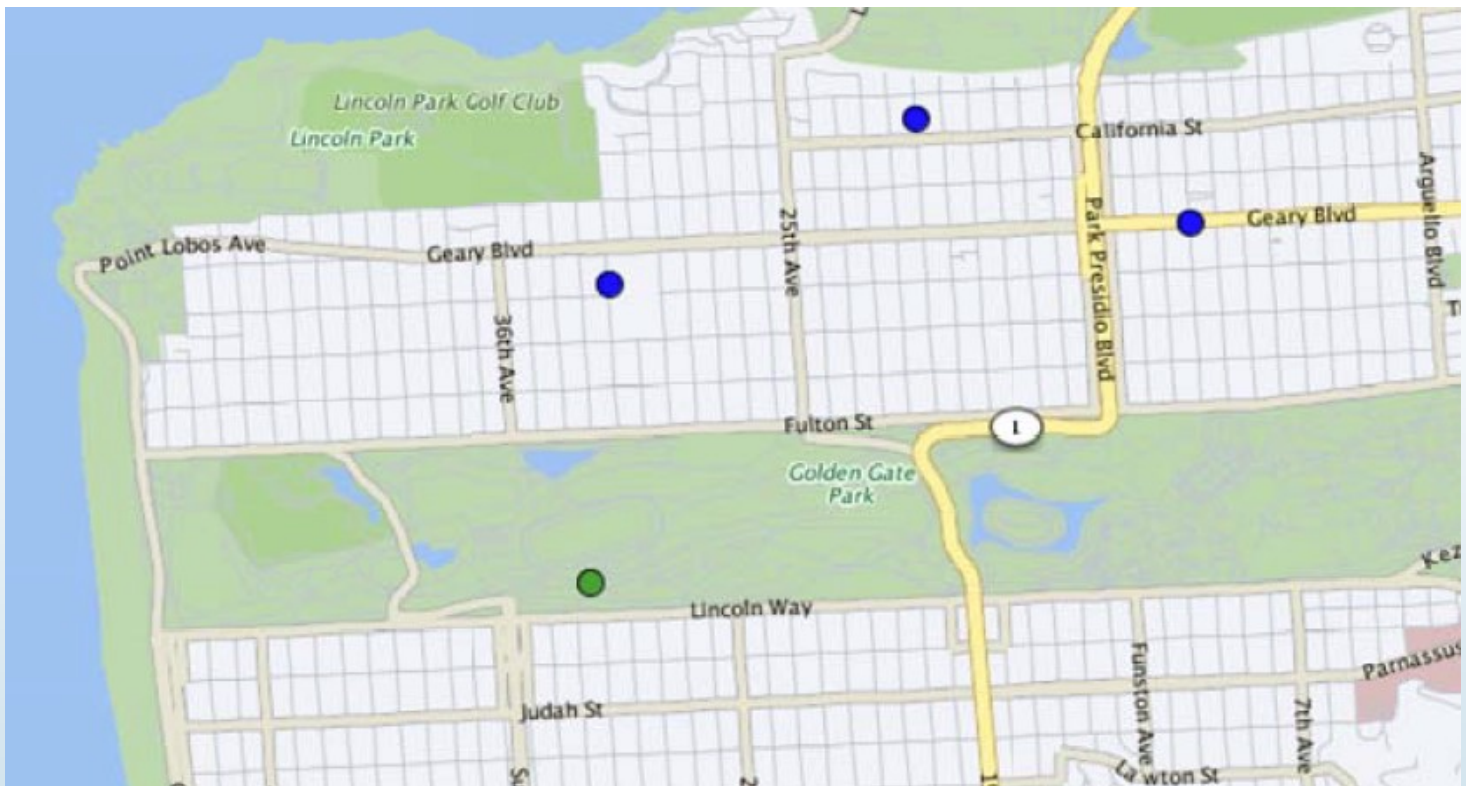 Lincoln Park Golf Club
Lincoln Park
California St
Point Lobos Ave
Geary Blvd
25th Ave
Park Presidio Blvd
Geary Blvd
Arguello Blvd
36th Ave
Fulton St
1
Golden Gate
Park
Lincoln Way
Judah St
Funston Ave
7th Ave
Parnassus
Lawton St